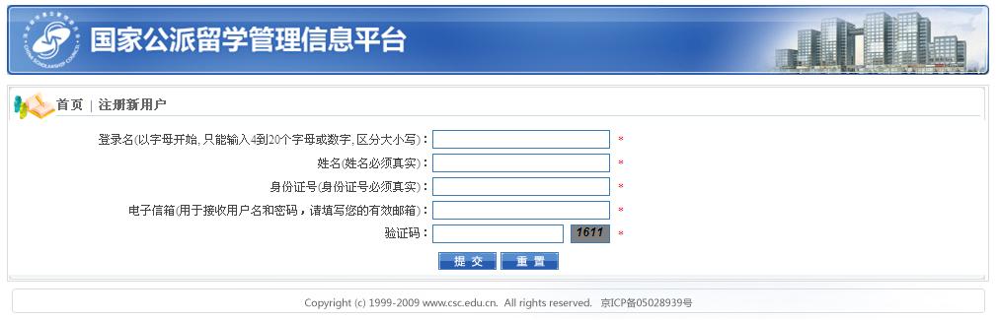 国家公派留学管理信息平台
首页 | 注册新用户
登录名(以字母开始, 只能输入4到20个字母或数字, 区分大小写)： *
姓名(姓名必须真实)： *
身份证号(身份证号必须真实)： *
电子信箱(用于接收用户名和密码，请填写您的有效邮箱)： *
验证码： 1611 *
提 交 重 置
Copyright (c) 1999-2009 www.csc.edu.cn. All rights reserved. 京ICP备05028939号